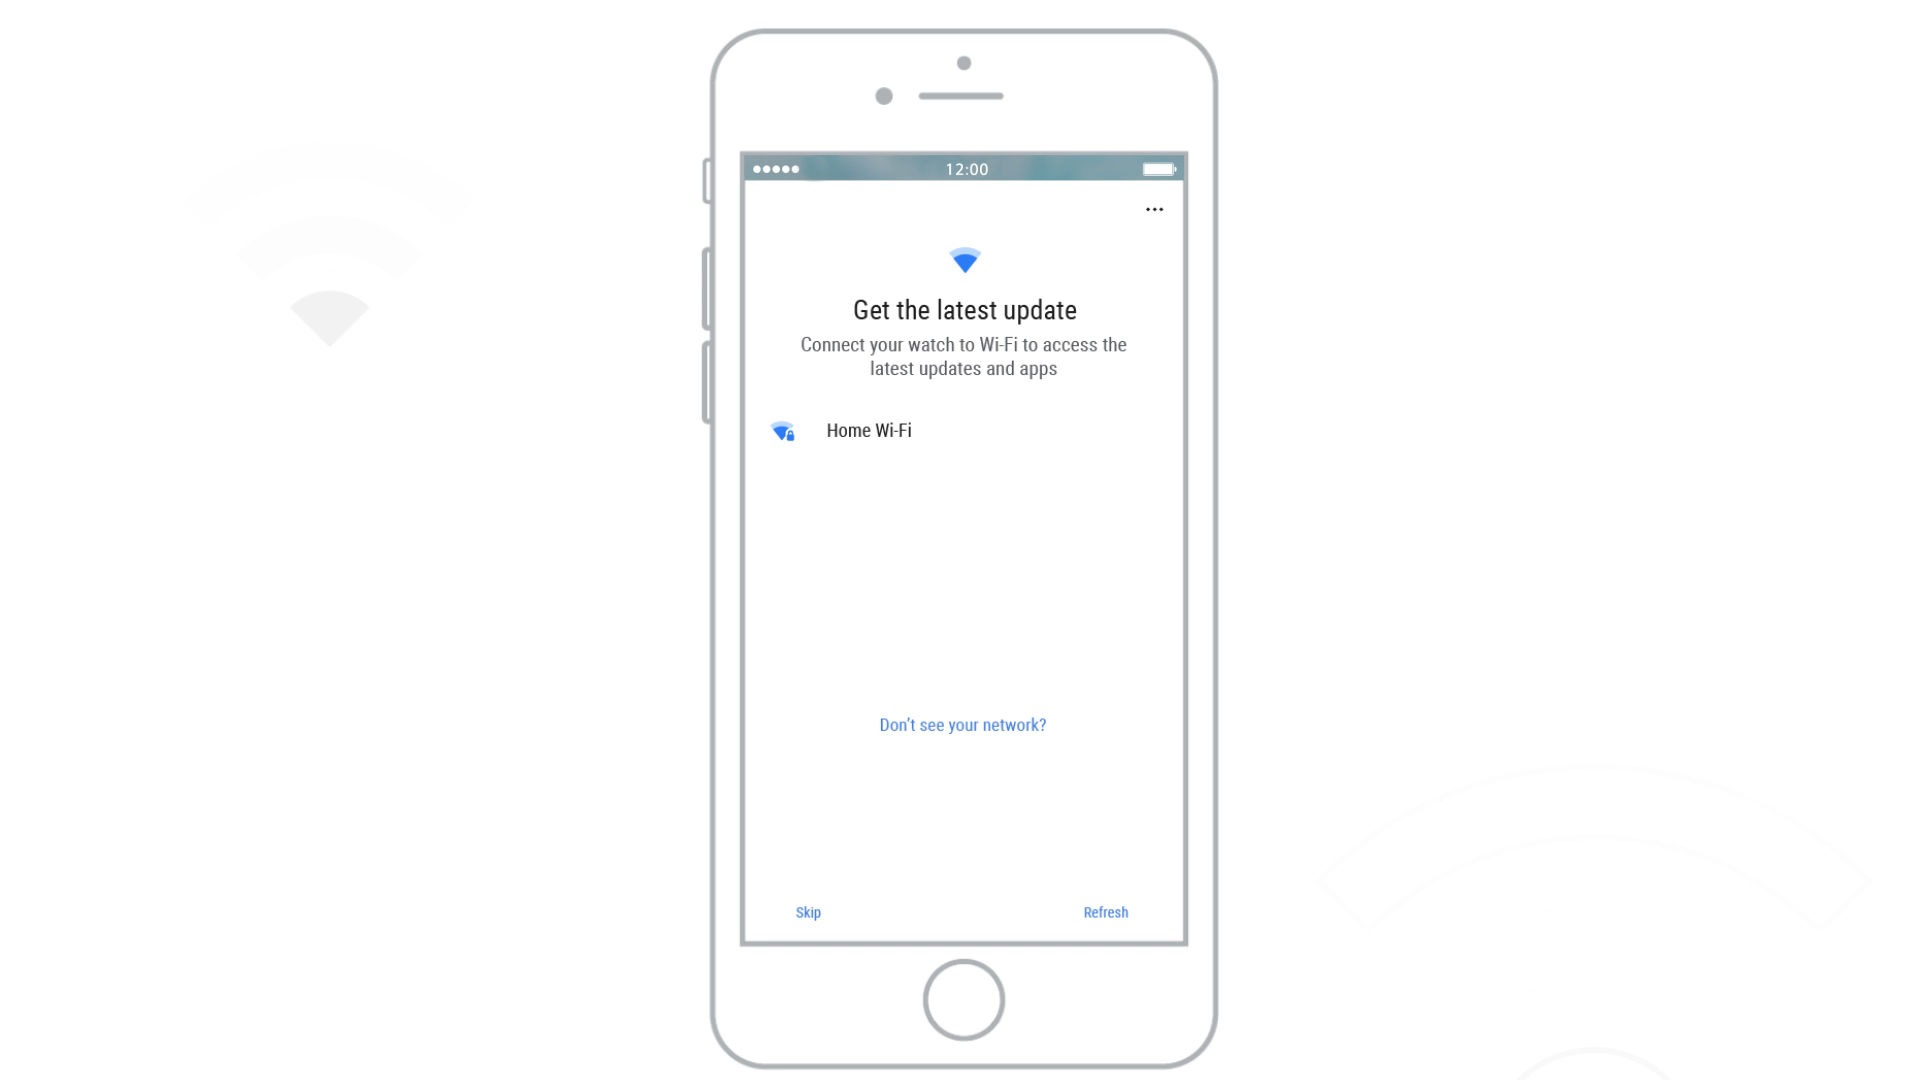 12:00
Get the latest update
Connect your watch to Wi-Fi to access the
latest updates and apps
Home Wi-Fi
Don't see your network?
Skip
Refresh